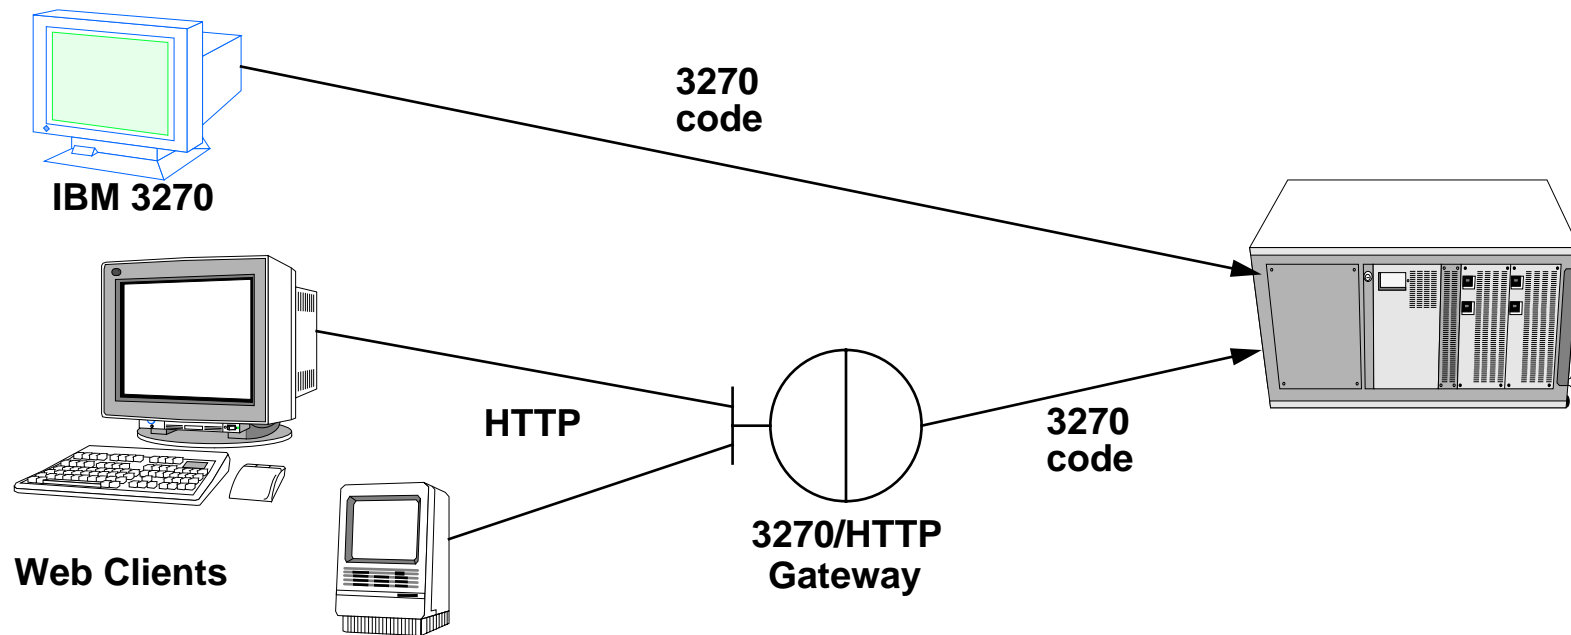 3270
code
IBM 3270
HTTP
3270
code
3270/HTTP
Gateway
Web Clients